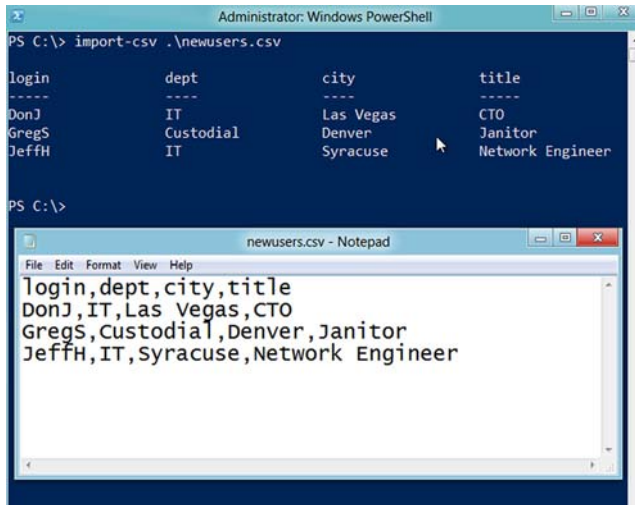 Administrator: Windows PowerShell
PS C:\> import-csv .\newusers.csv
login dept city title
----- ---- ---- -----
DonJ IT Las Vegas CTO
GregS Custodial Denver Janitor
JeffH IT Syracuse Network Engineer
PS C:\>
newusers.csv - Notepad
File Edit Format View Help
login,dept,city,title
DonJ,IT,Las Vegas,CTO
GregS,Custodial,Denver,Janitor
JeffH,IT,Syracuse,Network Engineer